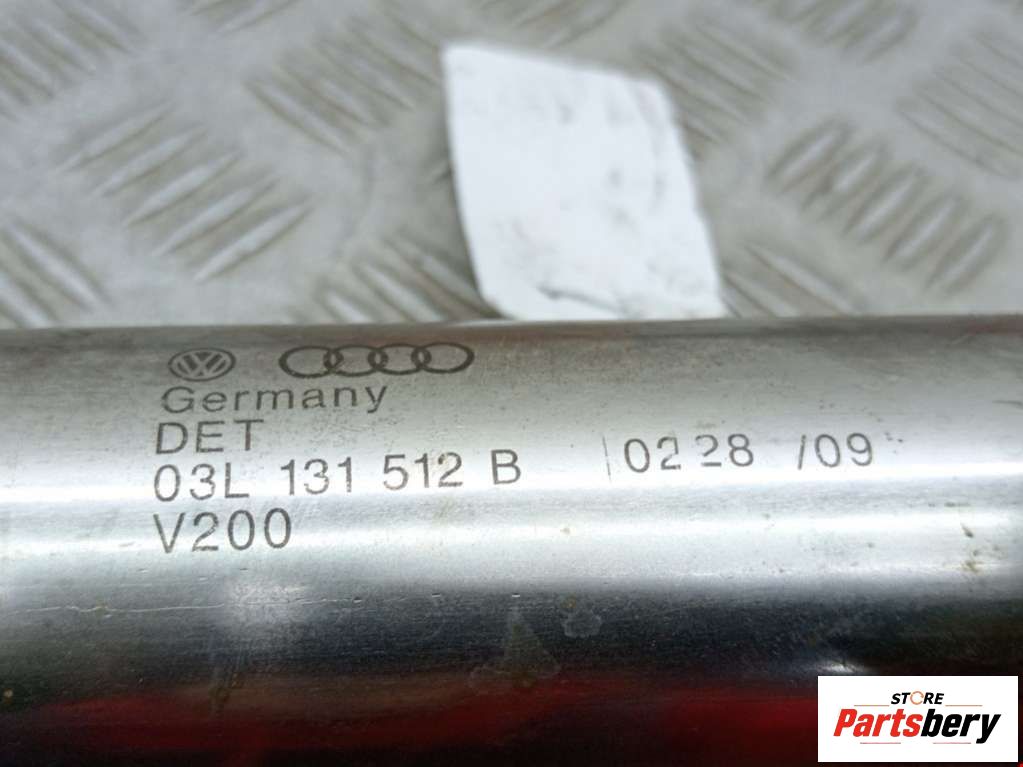 Germany
DET
03L 131 512 B |0228 /09
V200
STORE
Partsbery